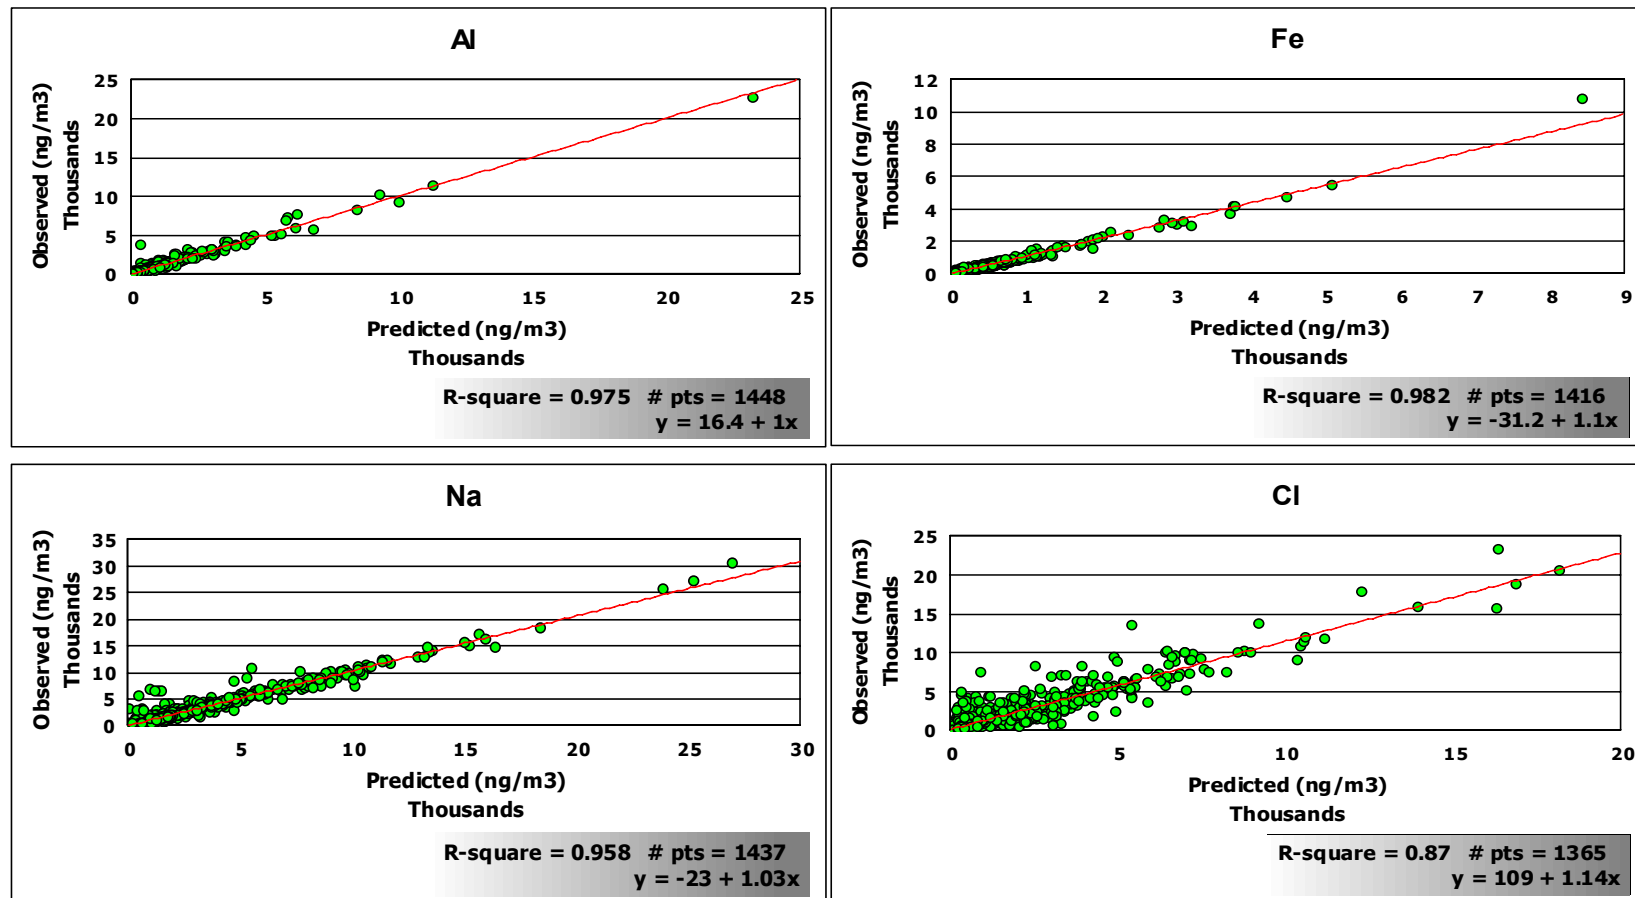 Al
Observed (ng/m3)
Thousands
25
20
15
10
5
0
0 5 10 15 20 25
Predicted (ng/m3)
Thousands
R-square = 0.975 # pts = 1448
y = 16.4 + 1x
Fe
Observed (ng/m3)
Thousands
12
10
8
6
4
2
0
0 1 2 3 4 5 6 7 8 9
Predicted (ng/m3)
Thousands
R-square = 0.982 # pts = 1416
y = -31.2 + 1.1x
Na
Observed (ng/m3)
Thousands
35
30
25
20
15
10
5
0
0 5 10 15 20 25 30
Predicted (ng/m3)
Thousands
R-square = 0.958 # pts = 1437
y = -23 + 1.03x
Cl
Observed (ng/m3)
Thousands
25
20
15
10
5
0
0 5 10 15 20
Predicted (ng/m3)
Thousands
R-square = 0.87 # pts = 1365
y = 109 + 1.14x